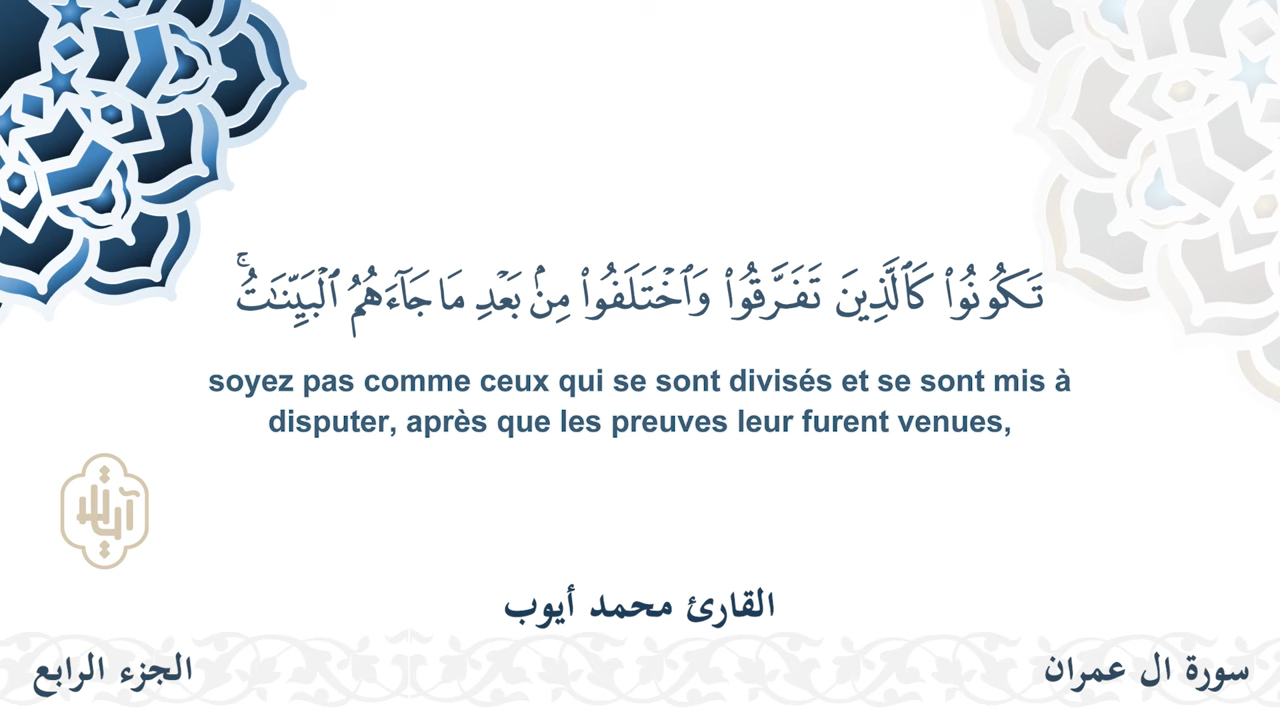 تَكُونُوا۟ كَٱلَّذِينَ تَفَرَّقُوا۟ وَٱخْتَلَفُوا۟ مِنۢ بَعْدِ مَا جَآءَهُمُ ٱلْبَيِّنَـٰتُ ۚ
soyez pas comme ceux qui se sont divisés et se sont mis à
disputer, après que les preuves leur furent venues,
القارئ محمد أيوب
سورة ال عمران
الجزء الرابع